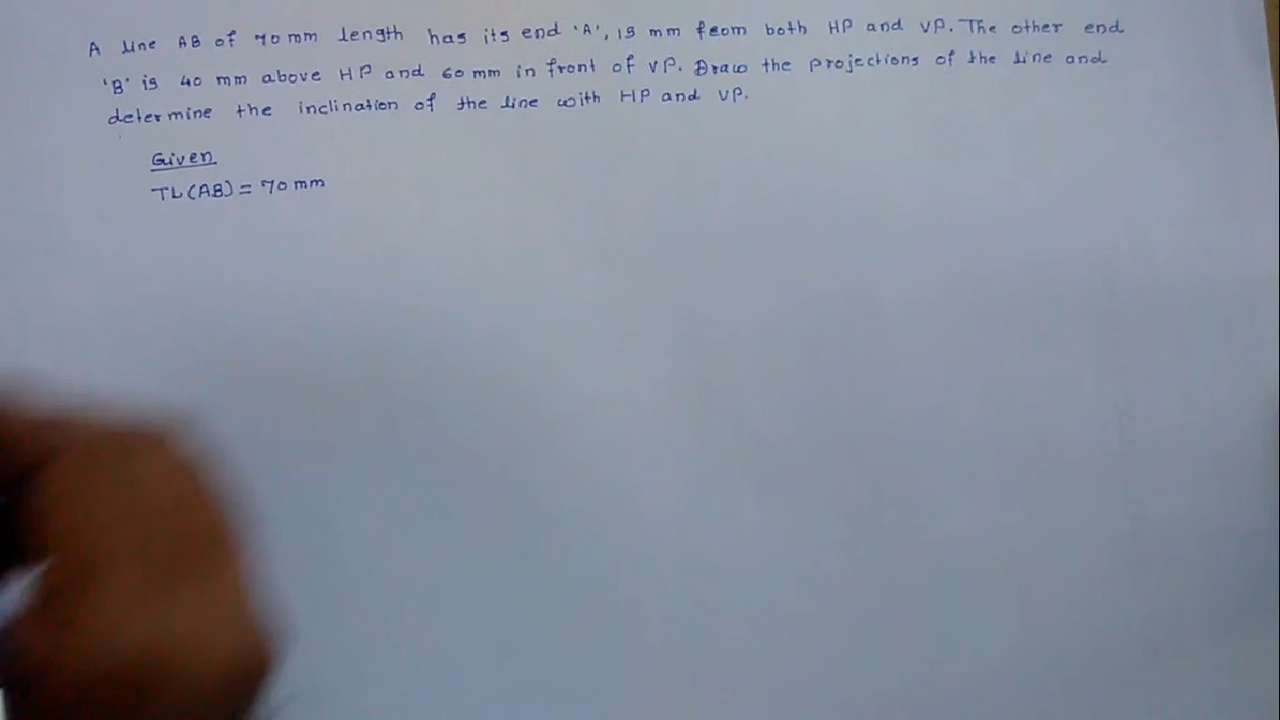 A line AB of 70 mm length has its end 'A', 15 mm from both HP and VP. The other end
'B' is 40 mm above HP and 60 mm in front of VP. Draw the projections of the line and
determine the inclination of the line with HP and VP.
Given
TL(AB) = 70 mm